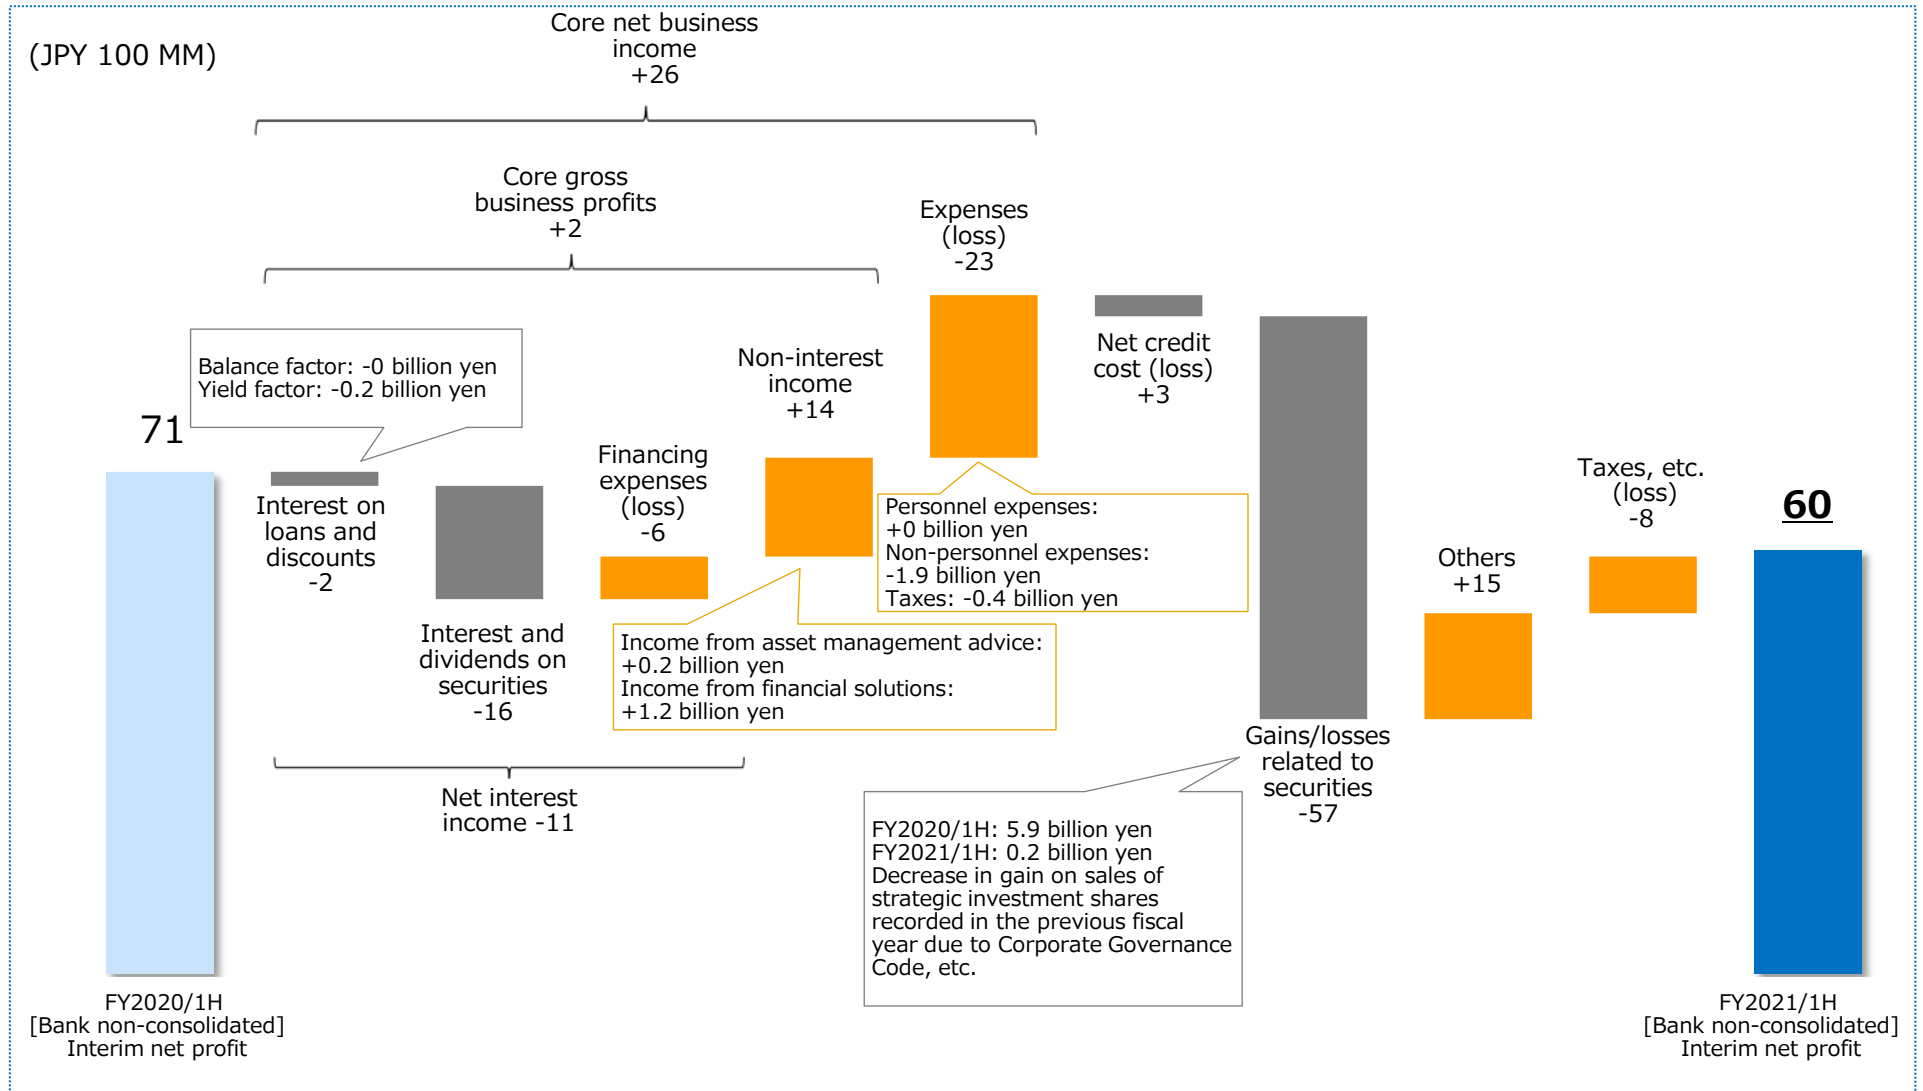 (JPY 100 MM)
Core net business
income
+26
Core gross
business profits
+2
Expenses
(loss)
-23
Balance factor: -0 billion yen
Yield factor: -0.2 billion yen
71
Interest on
loans and
discounts
-2
Interest and
dividends on
securities
-16
Financing
expenses
(loss)
-6
Non-interest
income
+14
Net credit
cost (loss)
+3
Personnel expenses:
+0 billion yen
Non-personnel expenses:
-1.9 billion yen
Taxes: -0.4 billion yen
Income from asset management advice:
+0.2 billion yen
Income from financial solutions:
+1.2 billion yen
Net interest
income -11
Gains/losses
related to
securities
-57
FY2020/1H: 5.9 billion yen
FY2021/1H: 0.2 billion yen
Decrease in gain on sales of
strategic investment shares
recorded in the previous fiscal
year due to Corporate Governance
Code, etc.
Others
+15
Taxes, etc.
(loss)
-8
60
FY2020/1H
[Bank non-consolidated]
Interim net profit
FY2021/1H
[Bank non-consolidated]
Interim net profit